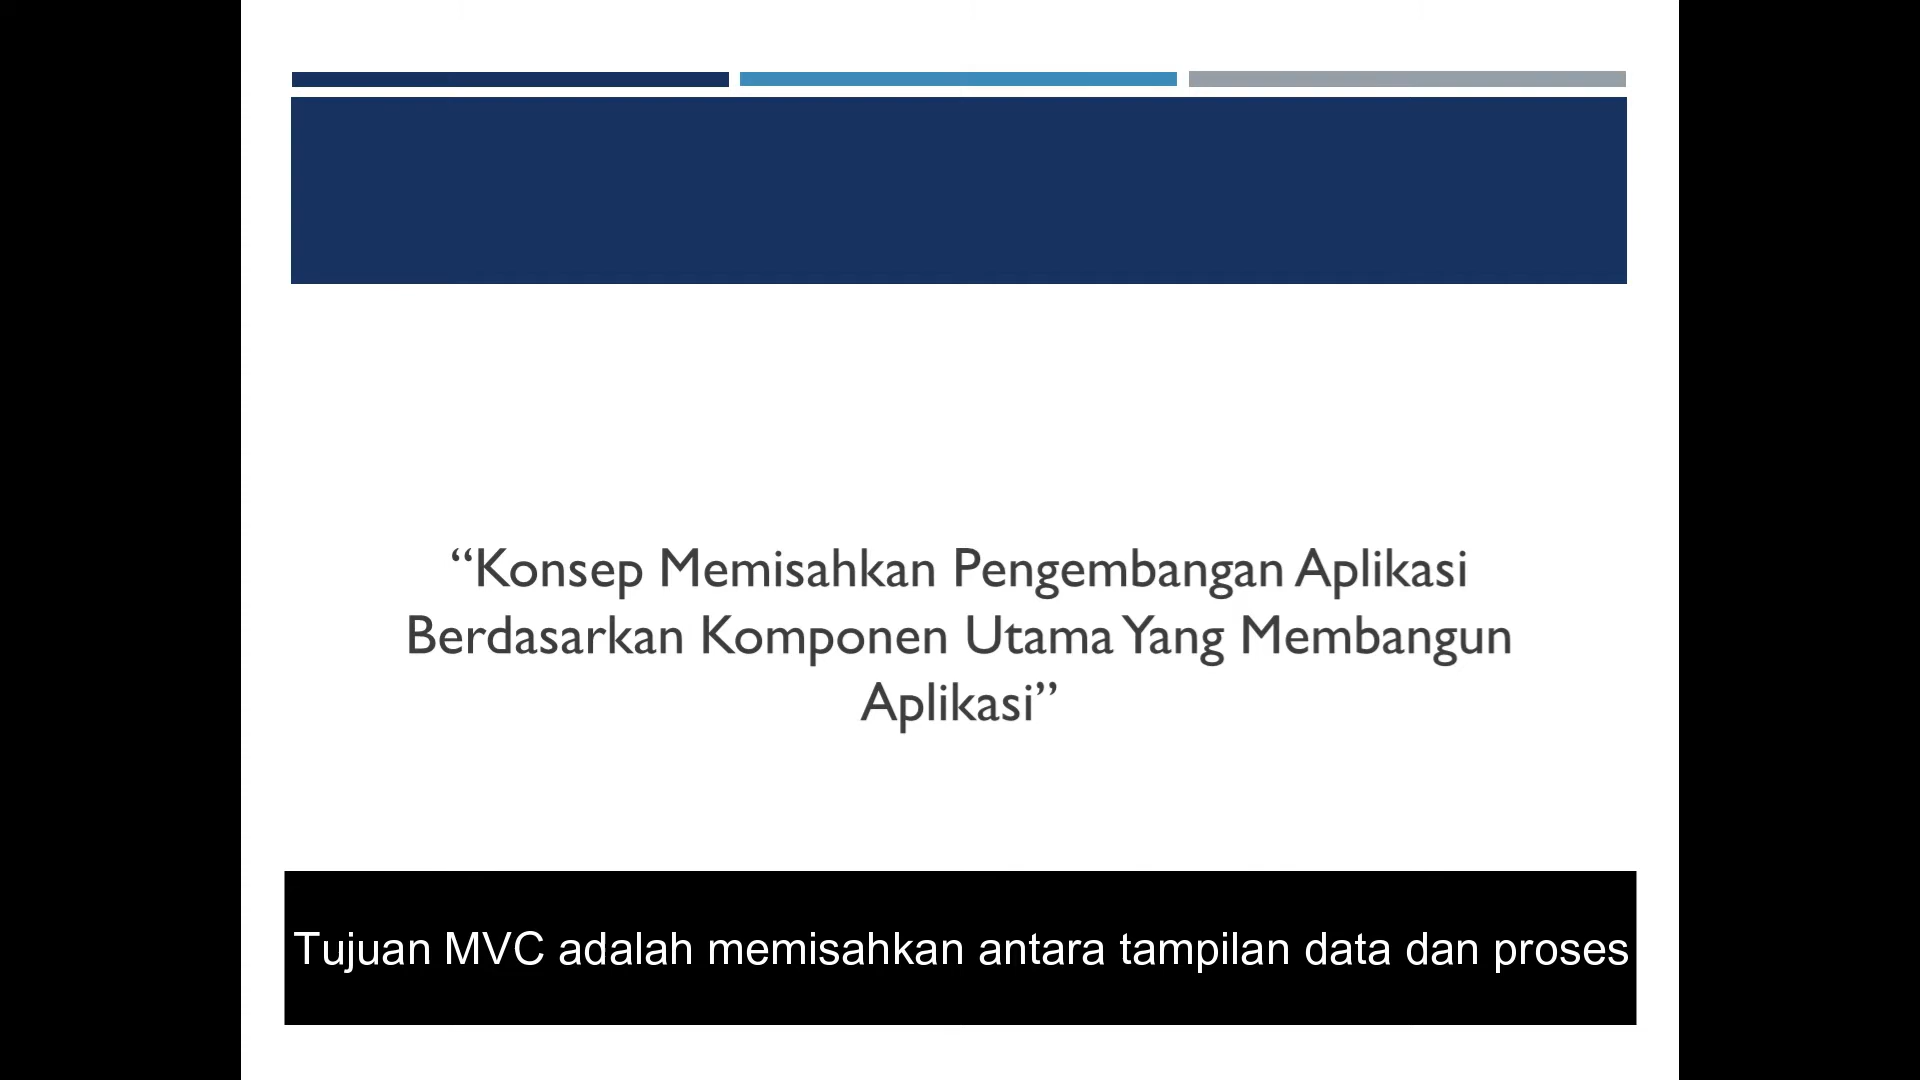 “Konsep Memisahkan Pengembangan Aplikasi
Berdasarkan Komponen Utama Yang Membangun
Aplikasi”
Tujuan MVC adalah memisahkan antara tampilan data dan proses